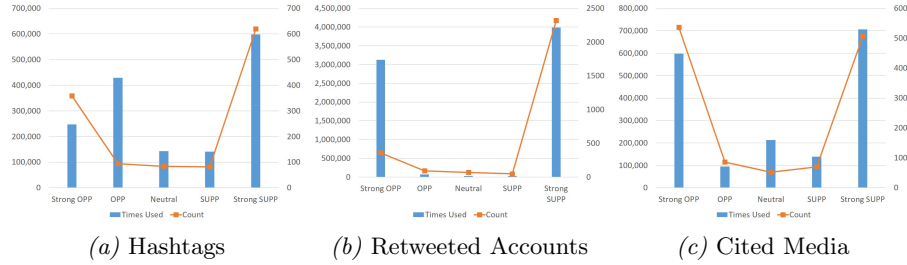 700,000 700 4,500,000 2500 800,000 600
600,000 600 4,000,000 700,000 500
500,000 500 3,500,000 2000 600,000
400,000 400 3,000,000 1500 500,000 400
300,000 300 2,500,000 400,000 300
200,000 200 2,000,000 1000 300,000 200
100,000 100 1,500,000 200,000
0 0 1,000,000 500 100,000 100
500,000 0 0
0 0
Strong OPP OPP Neutral SUPP Strong SUPP
Strong OPP OPP Neutral SUPP Strong
SUPP
Strong OPP OPP Neutral SUPP Strong SUPP
Times Used Count
Times Used Count
Times Used Count
(a) Hashtags (b) Retweeted Accounts (c) Cited Media